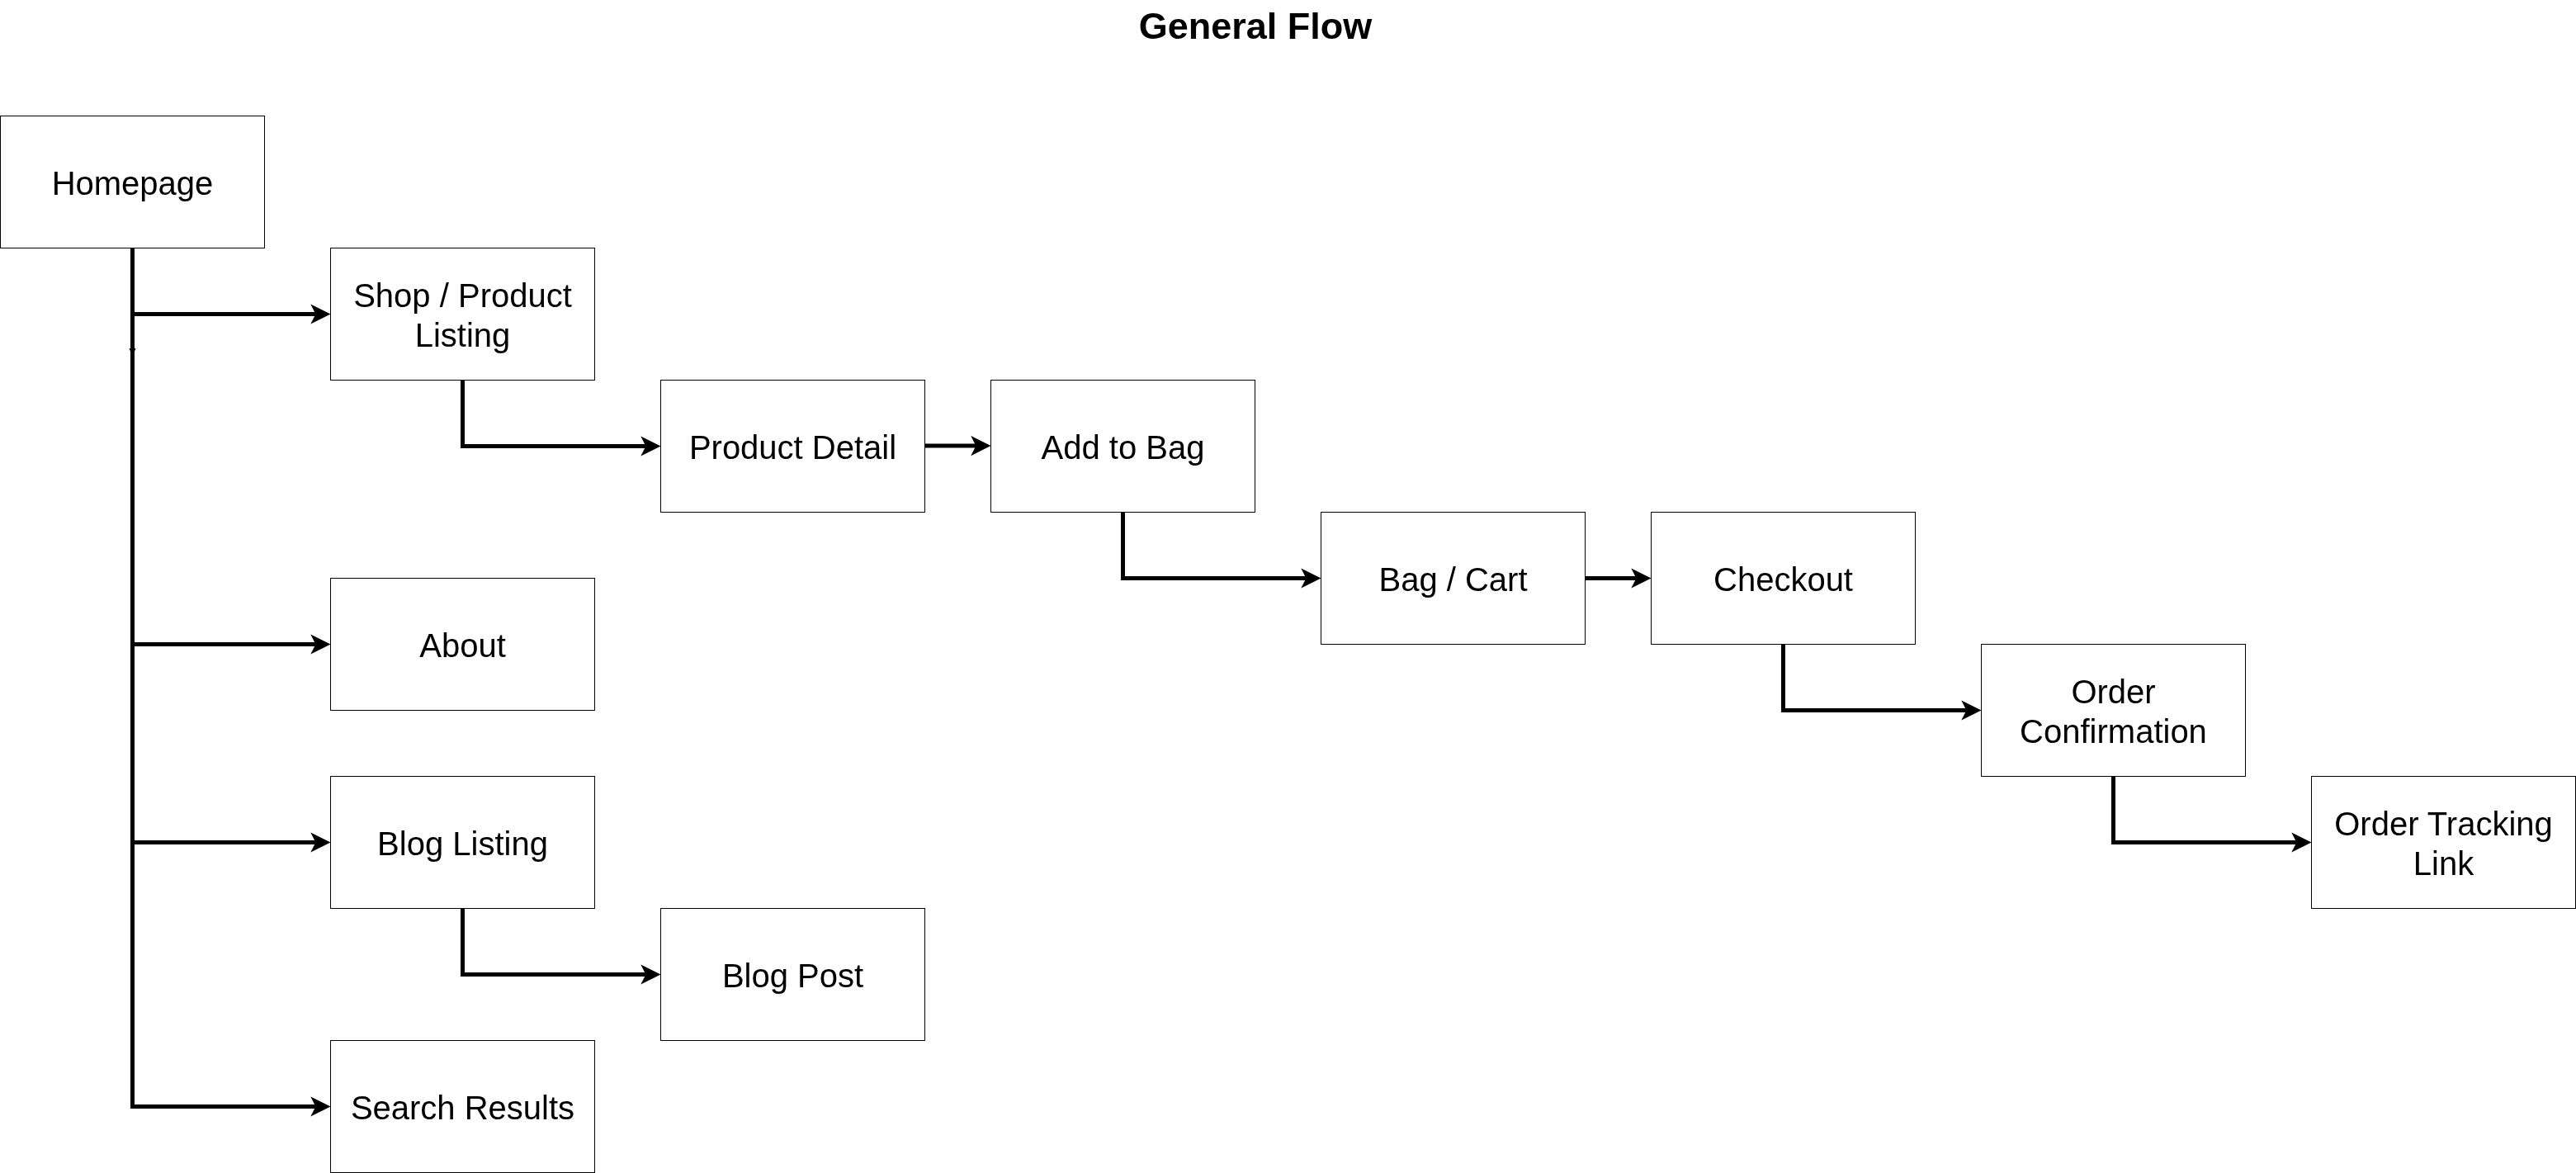 General Flow
Homepage
Shop / Product
Listing
Product Detail
Add to Bag
Bag / Cart
Checkout
About
Order
Confirmation
Blog Listing
Order Tracking
Link
Blog Post
Search Results